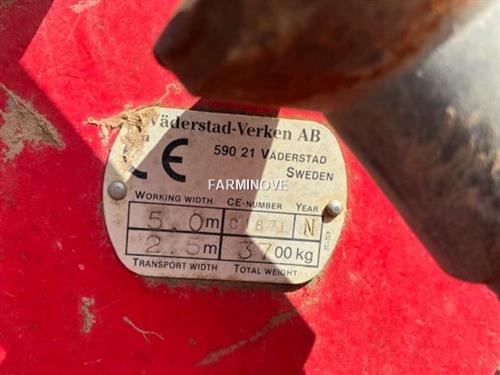 Väderstad-Verken AB
CE
590 21 VÄDERSTAD
SWEDEN
FARMINOVE
WORKING WIDTH CE-NUMBER YEAR
5.0m N
2.5m 3700kg
TRANSPORT WIDTH TOTAL WEIGHT